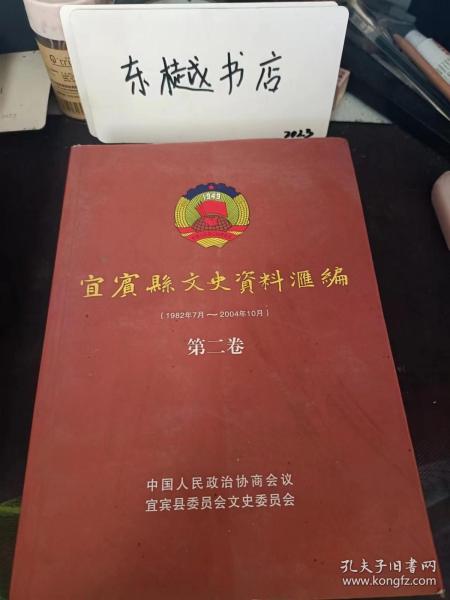 东樾书店
2023
1949
宜賓縣文史資料滙編
（1982年7月～2004年10月）
第二卷
中国人民政治协商会议
宜宾县委员会文史委员会
孔夫子旧书网
www.kongfz.com